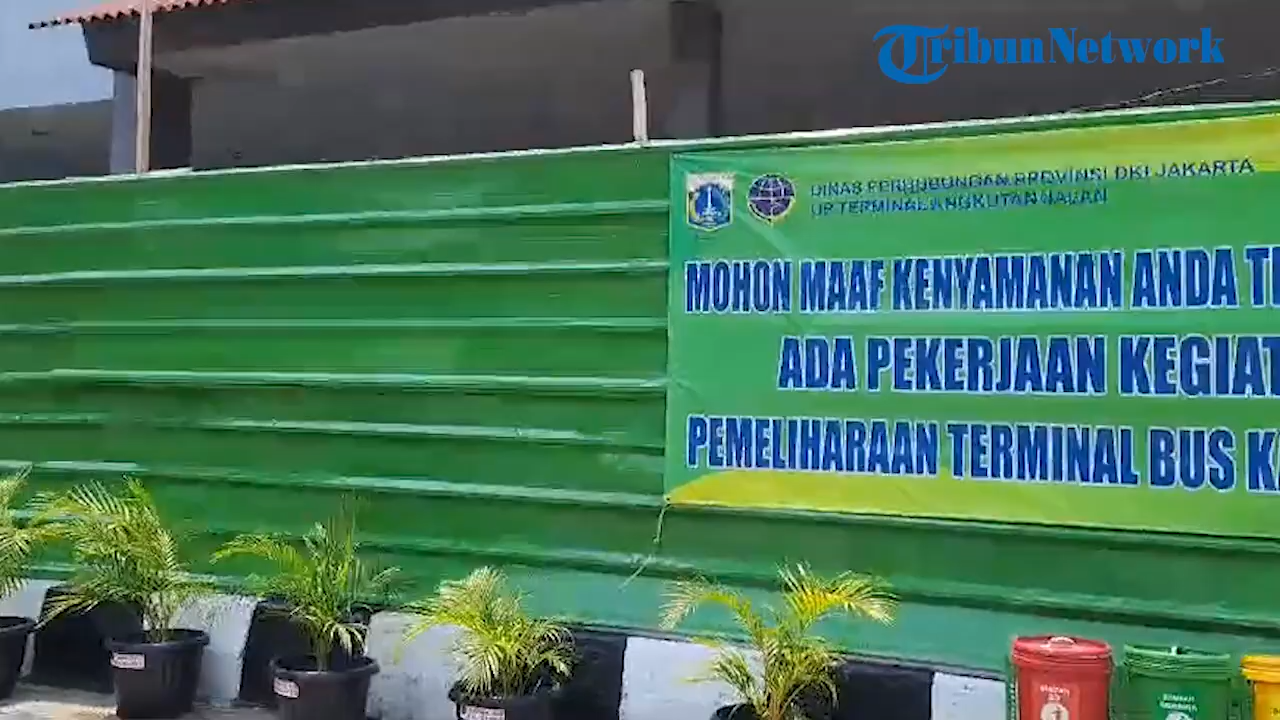 TribunNetwork
DINAS PERHUBUNGAN PROVINSI DKI JAKARTA
UP TERMINAL ANGKUTAN JALAN
MOHON MAAF KENYAMANAN ANDA
ADA PEKERJAAN KEGIAT
PEMELIHARAAN TERMINAL BUS